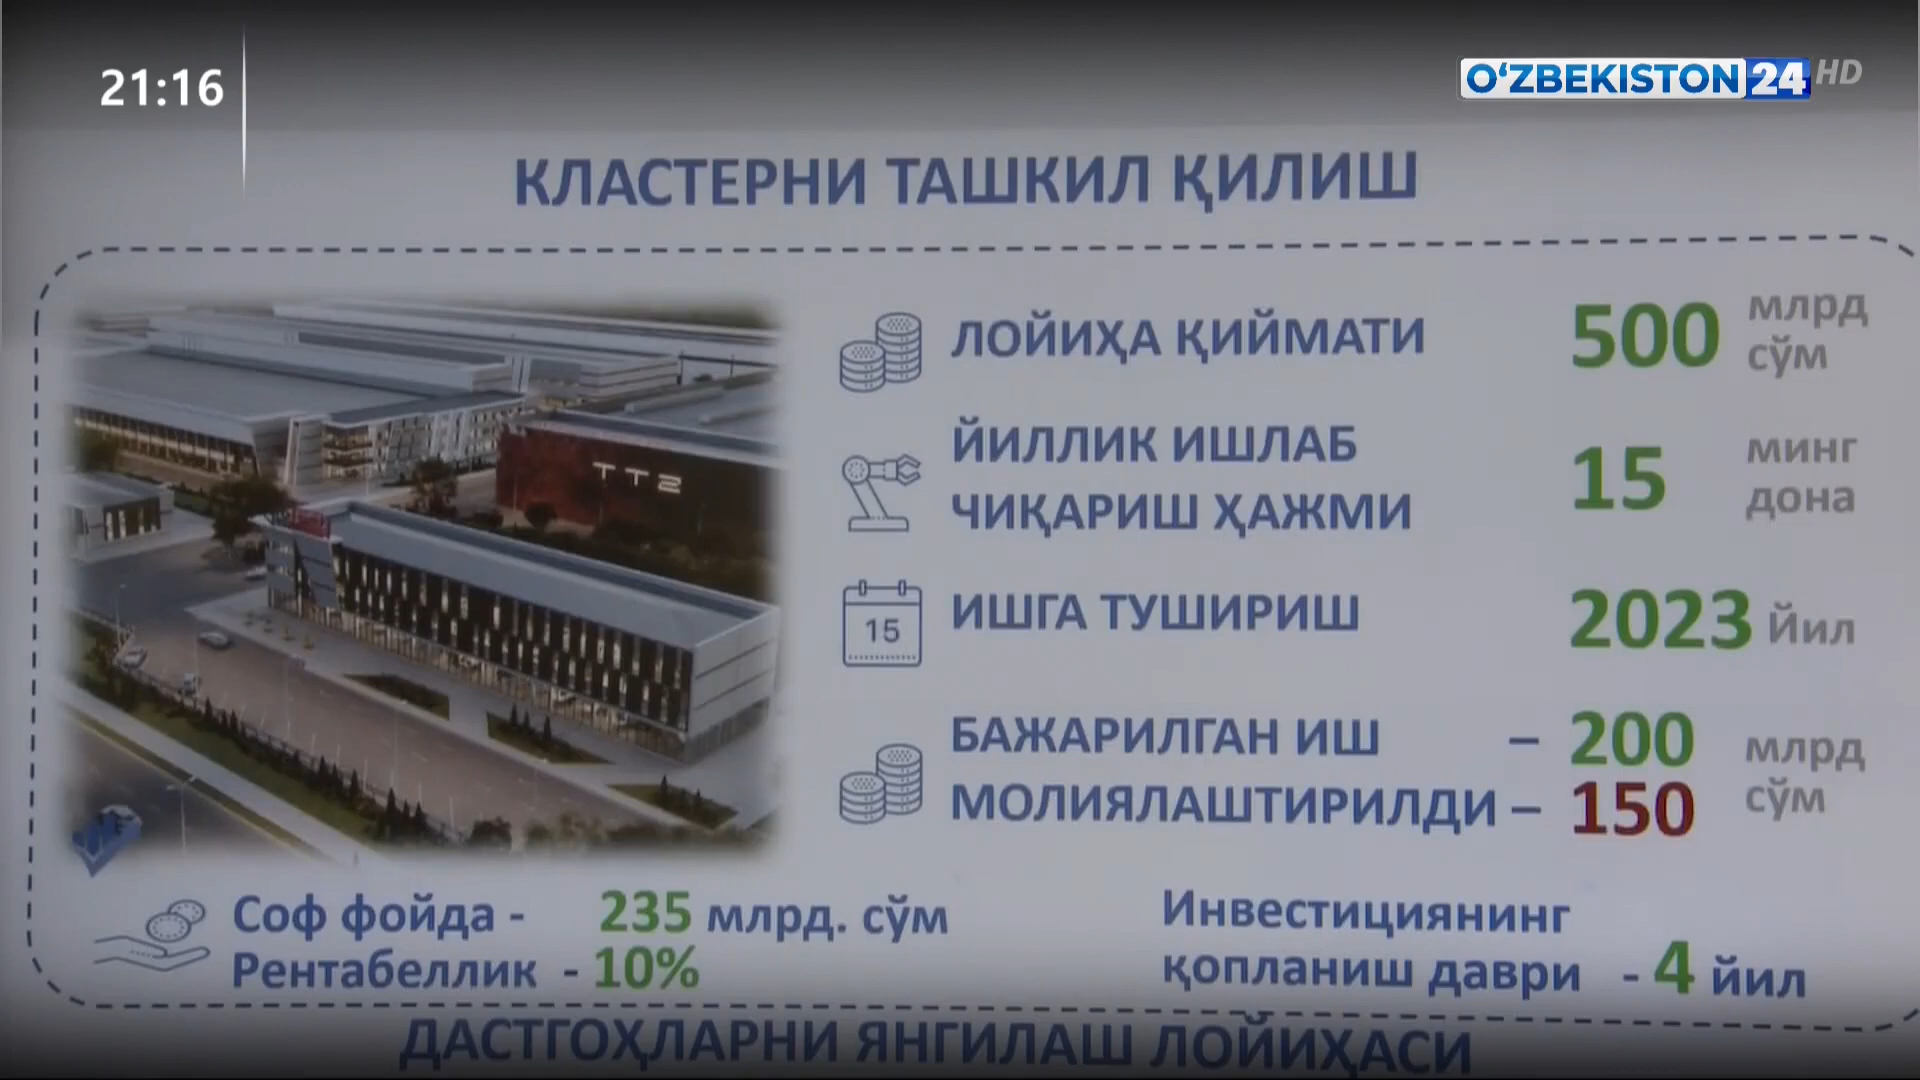 21:16
O‘ZBEKISTON 24 HD
КЛАСТЕРНИ ТАШКИЛ ҚИЛИШ
ЛОЙИҲА ҚИЙМАТИ 500 млрд сўм
ЙИЛЛИК ИШЛАБ
ЧИҚАРИШ ҲАЖМИ 15 минг дона
15
ИШГА ТУШИРИШ 2023 йил
БАЖАРИЛГАН ИШ – 200 млрд
МОЛИЯЛАШТИРИЛДИ – 150 сўм
TTZ
Соф фойда - 235 млрд. сўм
Рентабеллик - 10%
Инвестициянинг
қопланиш даври - 4 йил
ДАСТГОҲЛАРНИ ЯНГИЛАШ ЛОЙИҲАСИ